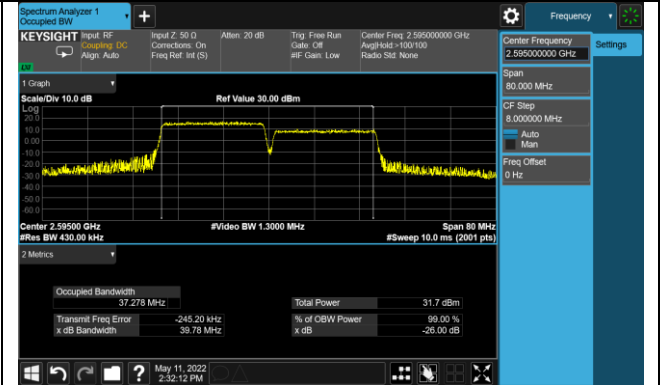 Spectrum Analyzer 1
Occupied BW
Frequency
KEYSIGHT
Input: RF
Coupling: DC
Align: Auto
Input Z: 50 Ω
Corrections: On
Freq Ref: Int (S)
Atten: 20 dB
Trig: Free Run
Gate: Off
#IF Gain: Low
Center Freq: 2.595000000 GHz
Avg|Hold:>100/100
Radio Std: None
Center Frequency
2.595000000 GHz
Settings
Span
80.000 MHz
CF Step
8.000000 MHz
Auto
Man
Freq Offset
0 Hz
1 Graph
Scale/Div 10.0 dB
Ref Value 30.00 dBm
Log
20.0
10.0
0.00
-10.0
-20.0
-30.0
-40.0
-50.0
-60.0
Center 2.59500 GHz
#Video BW 1.3000 MHz
Span 80 MHz
#Res BW 430.00 kHz
#Sweep 10.0 ms (2001 pts)
2 Metrics
Occupied Bandwidth
37.278 MHz
Total Power
31.7 dBm
Transmit Freq Error
-245.20 kHz
% of OBW Power
99.00 %
x dB Bandwidth
39.78 MHz
x dB
-26.00 dB
May 11, 2022
2:32:12 PM